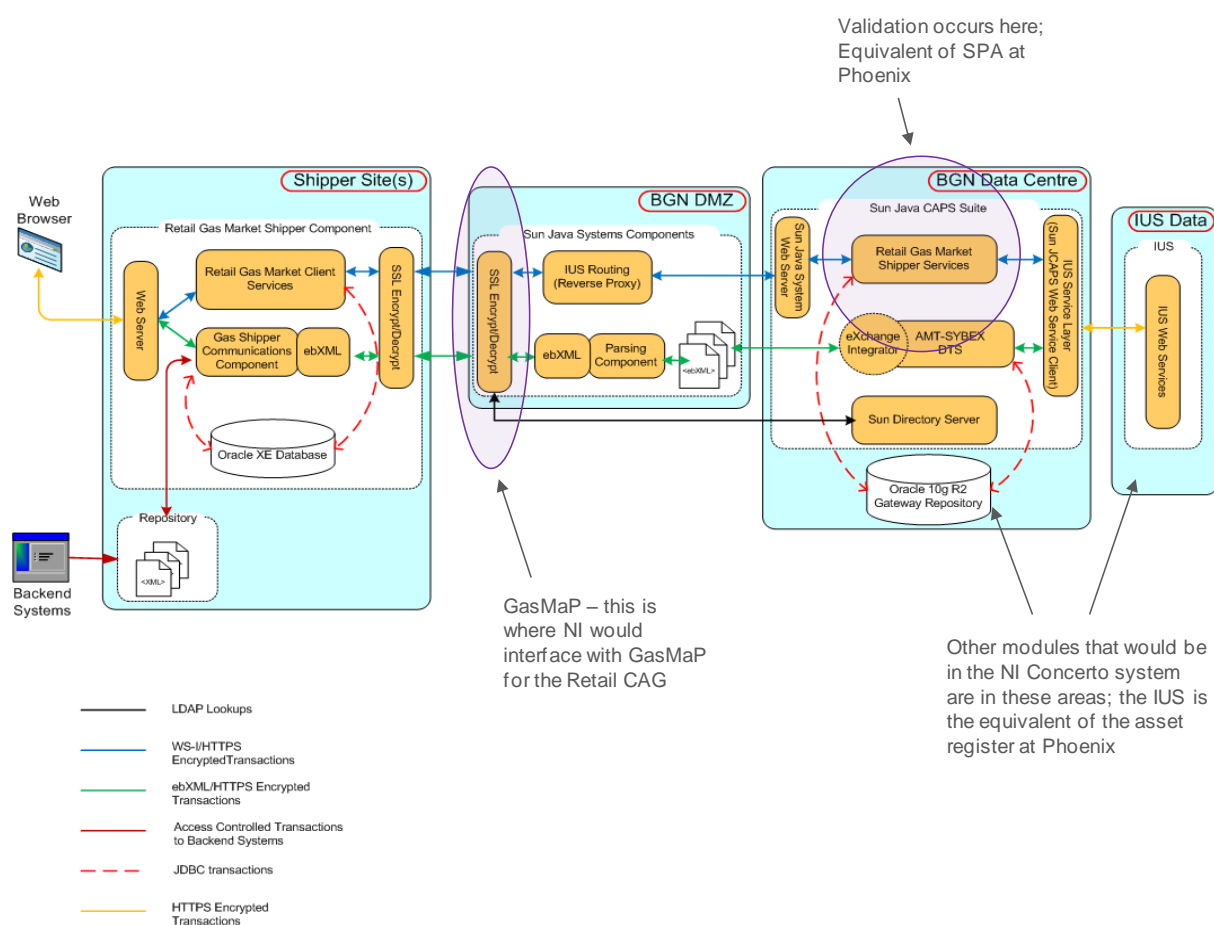 Validation occurs here;
Equivalent of SPA at
Phoenix
Shipper Site(s)
BGN DMZ
BGN Data Centre
IUS Data
Web
Browser
Retail Gas Market Shipper Component
Web Server
Retail Gas Market Client
Services
Gas Shipper
Communications
Component
ebXML
SSL Encrypt/Decrypt
Oracle XE Database
Repository
<XML>
Backend
Systems
Sun Java Systems Components
SSL Encrypt/Decrypt
IUS Routing
(Reverse Proxy)
ebXML
Parsing
Component
<ebXML>
Sun Java CAPS Suite
Sun Java System
Web Server
Retail Gas Market
Shipper Services
eXchange
Integrator
AMT-SYBEX
DTS
Sun Directory Server
IUS Service Layer
(Sun JCAPS Web Service Client)
Oracle 10g R2
Gateway Repository
IUS
IUS Web Services
GasMaP – this is
where NI would
interface with GasMaP
for the Retail CAG
Other modules that would be
in the NI Concerto system
are in these areas; the IUS is
the equivalent of the asset
register at Phoenix
LDAP Lookups
WS-I/HTTPS
EncryptedTransactions
ebXML/HTTPS Encrypted
Transactions
Access Controlled Transactions
to Backend Systems
JDBC transactions
HTTPS Encrypted
Transactions